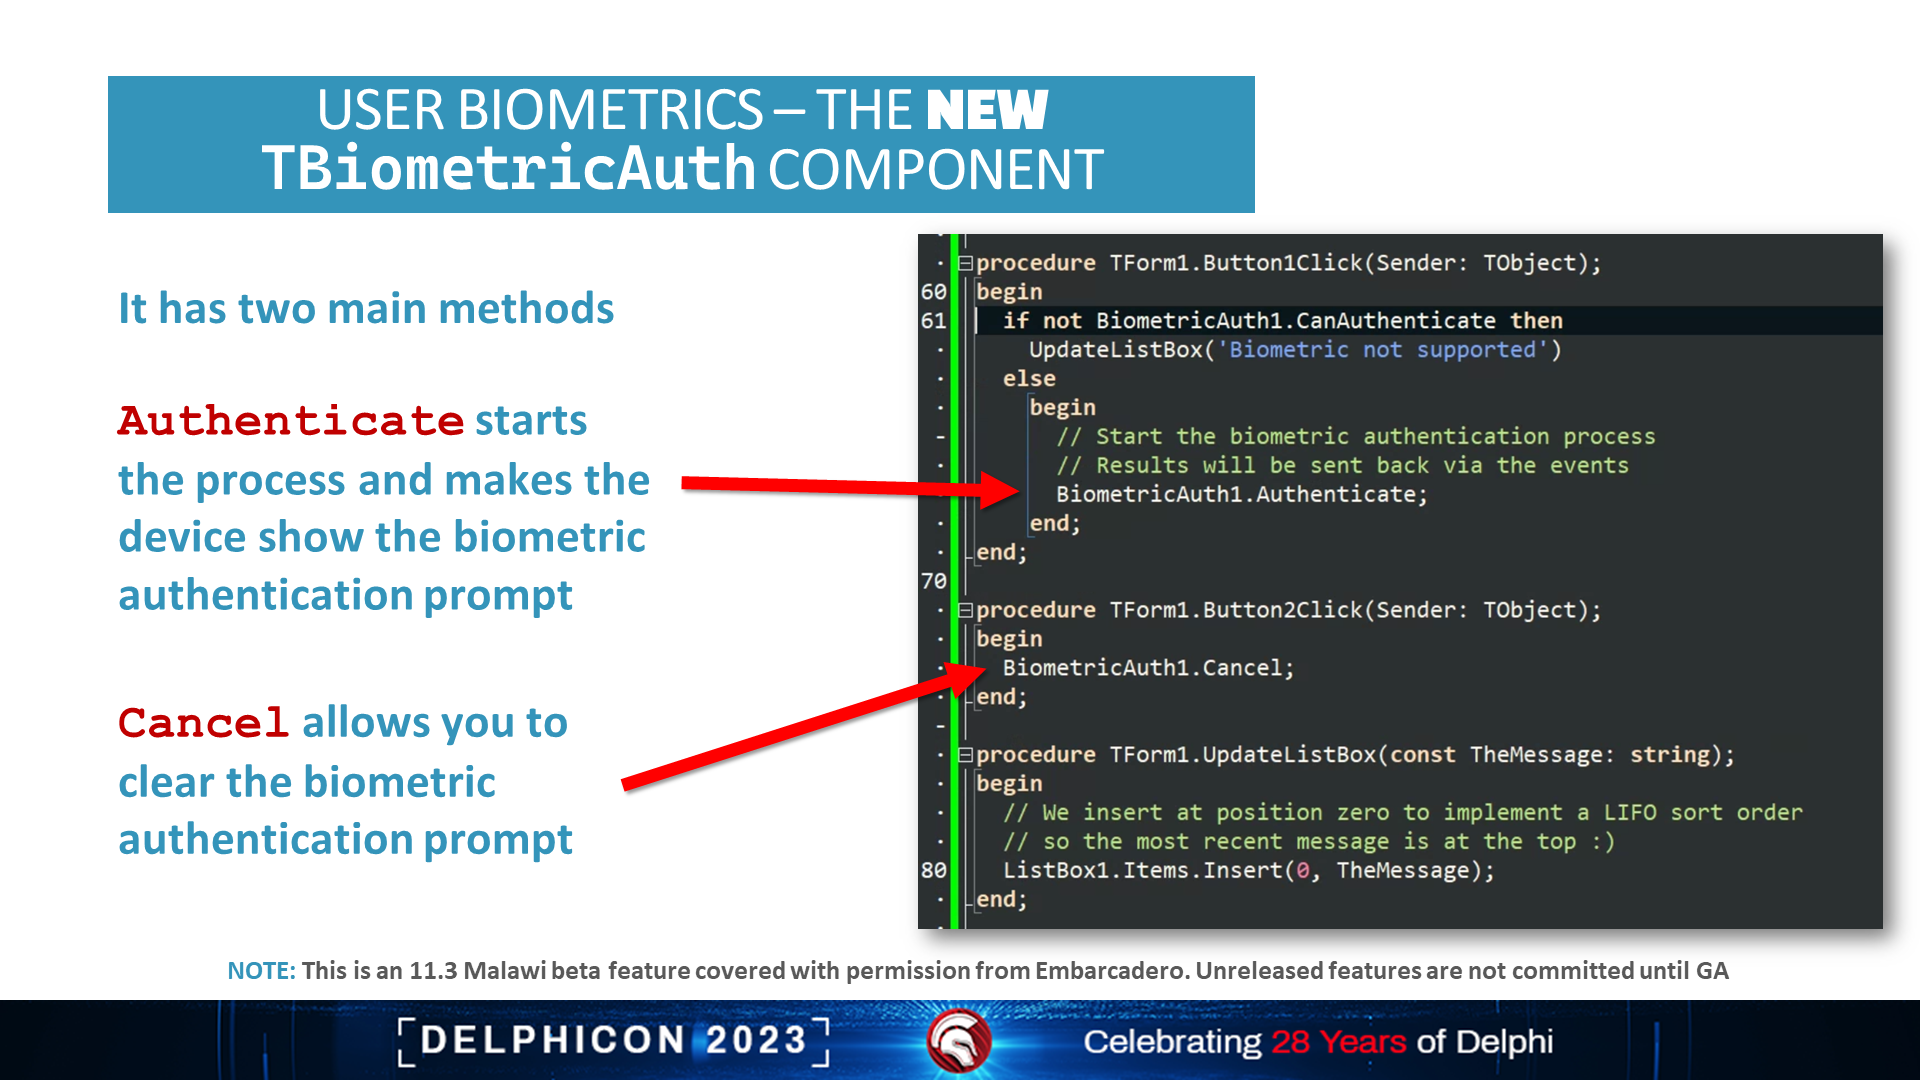 USER BIOMETRICS – THE NEW
TBiometricAuth COMPONENT
It has two main methods
Authenticate starts
the process and makes the
device show the biometric
authentication prompt
Cancel allows you to
clear the biometric
authentication prompt
procedure TForm1.Button1Click(Sender: TObject);
60 begin
61 if not BiometricAuth1.CanAuthenticate then
UpdateListBox('Biometric not supported')
else
begin
// Start the biometric authentication process
// Results will be sent back via the events
BiometricAuth1.Authenticate;
end;
end;
70
procedure TForm1.Button2Click(Sender: TObject);
begin
BiometricAuth1.Cancel;
end;
procedure TForm1.UpdateListBox(const TheMessage: string);
begin
// We insert at position zero to implement a LIFO sort order
// so the most recent message is at the top :)
80 ListBox1.Items.Insert(0, TheMessage);
end;
NOTE: This is an 11.3 Malawi beta feature covered with permission from Embarcadero. Unreleased features are not committed until GA
[DELPHICON 2023]
Celebrating 28 Years of Delphi